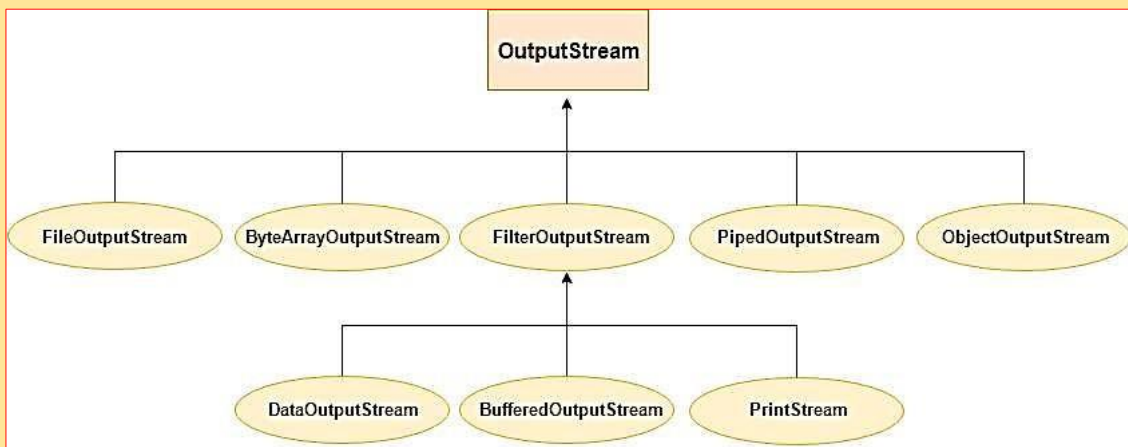 OutputStream
FileOutputStream
ByteArrayOutputStream
FilterOutputStream
PipedOutputStream
ObjectOutputStream
DataOutputStream
BufferedOutputStream
PrintStream